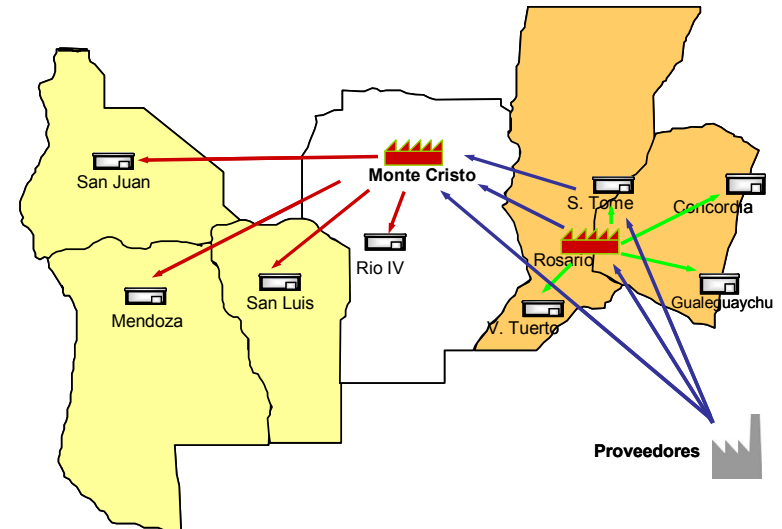 San Juan
Monte Cristo
S. Tome
Concordia
Rosario
Rio IV
Mendoza
San Luis
V. Tuerto
Gualeguaychu
Proveedores